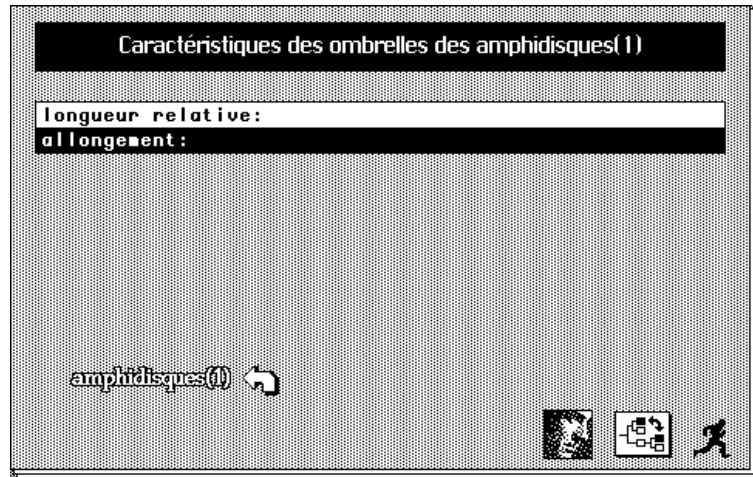 Caractéristiques des ombrelles des amphidisques(1)
longueur relative:
allongement:
amphidisques(1)